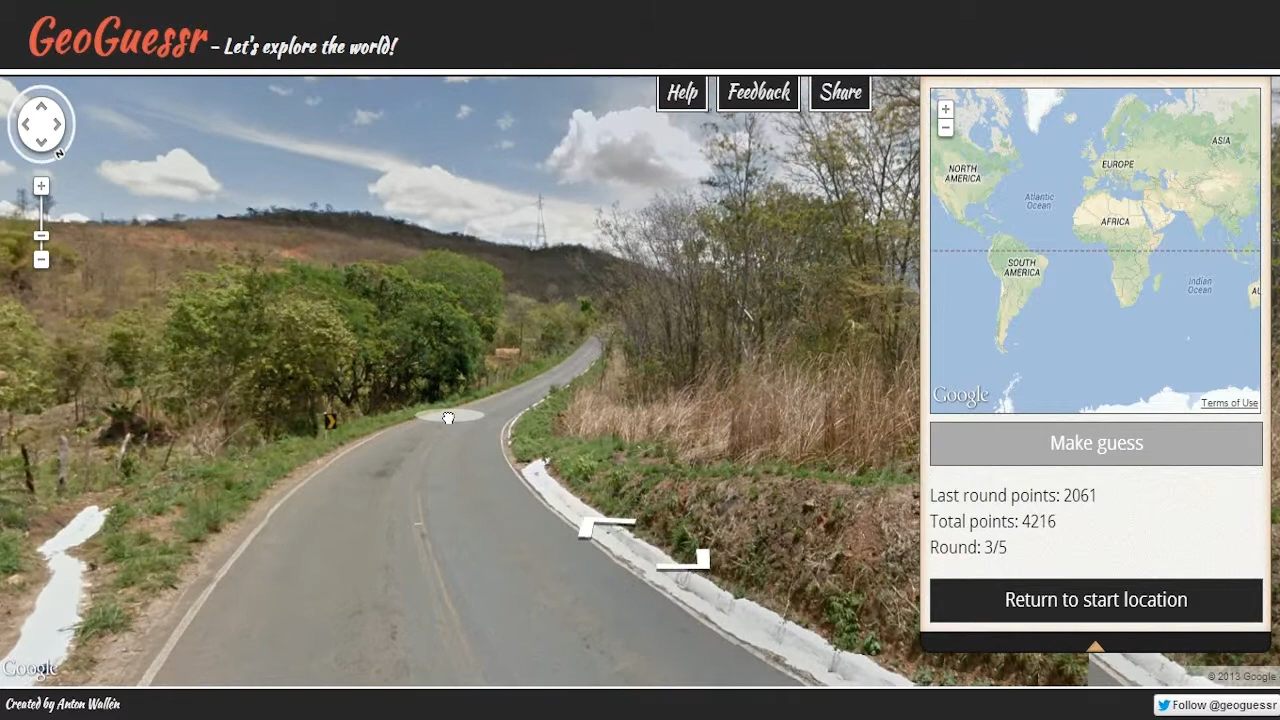 GeoGuessr - Let's explore the world!
Help
Feedback
Share
N
NORTH
AMERICA
Atlantic
Ocean
EUROPE
ASIA
AFRICA
SOUTH
AMERICA
Indian
Ocean
AU
Google
Terms of Use
Make guess
Last round points: 2061
Total points: 4216
Round: 3/5
Return to start location
Google
© 2013 Google
Created by Anton Wallén
Follow @geoguessr